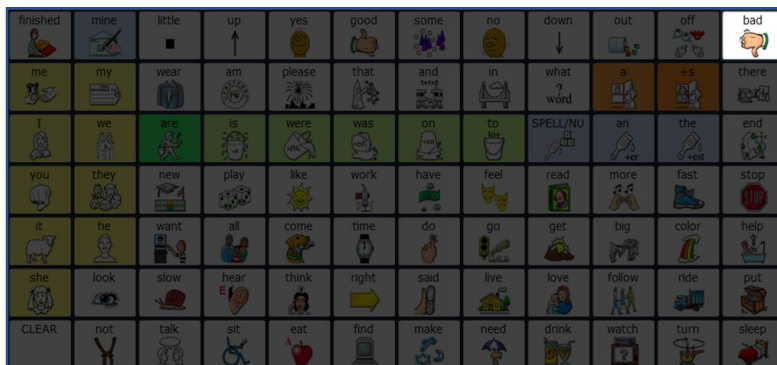 finished mine little up yes good some no down out off bad
me my wear am please that and in what a +s there
I we are is were was on to SPELL/NU an the end
you they new play like work have feel read more fast stop
it he want all come time do go get big color help
she look slow hear think right said live love follow ride put
CLEAR not talk sit eat find make need drink watch turn sleep